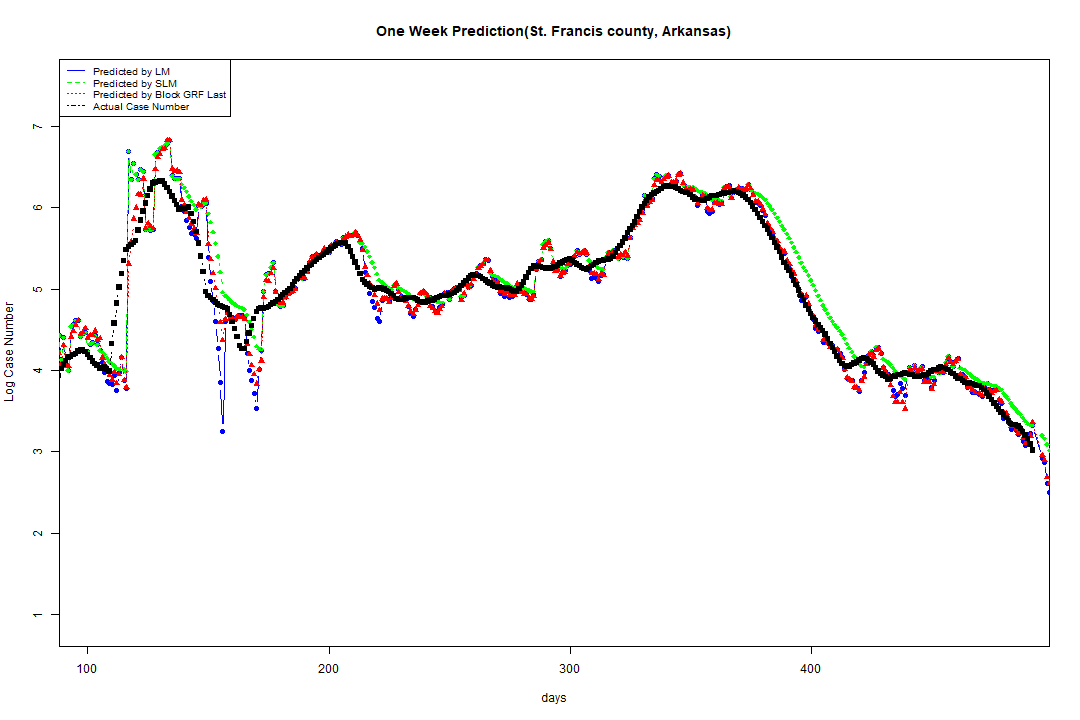 One Week Prediction(St. Francis county, Arkansas)
Predicted by LM
Predicted by SLM
Predicted by Block GRF Last
Actual Case Number
Log Case Number
7
6
5
4
3
2
1
100 200 300 400
days